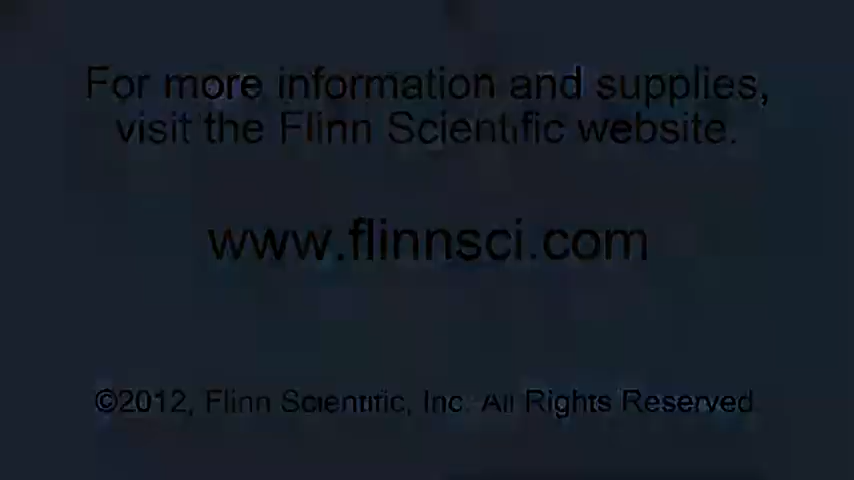 For more information and supplies,
visit the Flinn Scientific website.
www.flinnsci.com
©2012, Flinn Scientific, Inc. All Rights Reserved